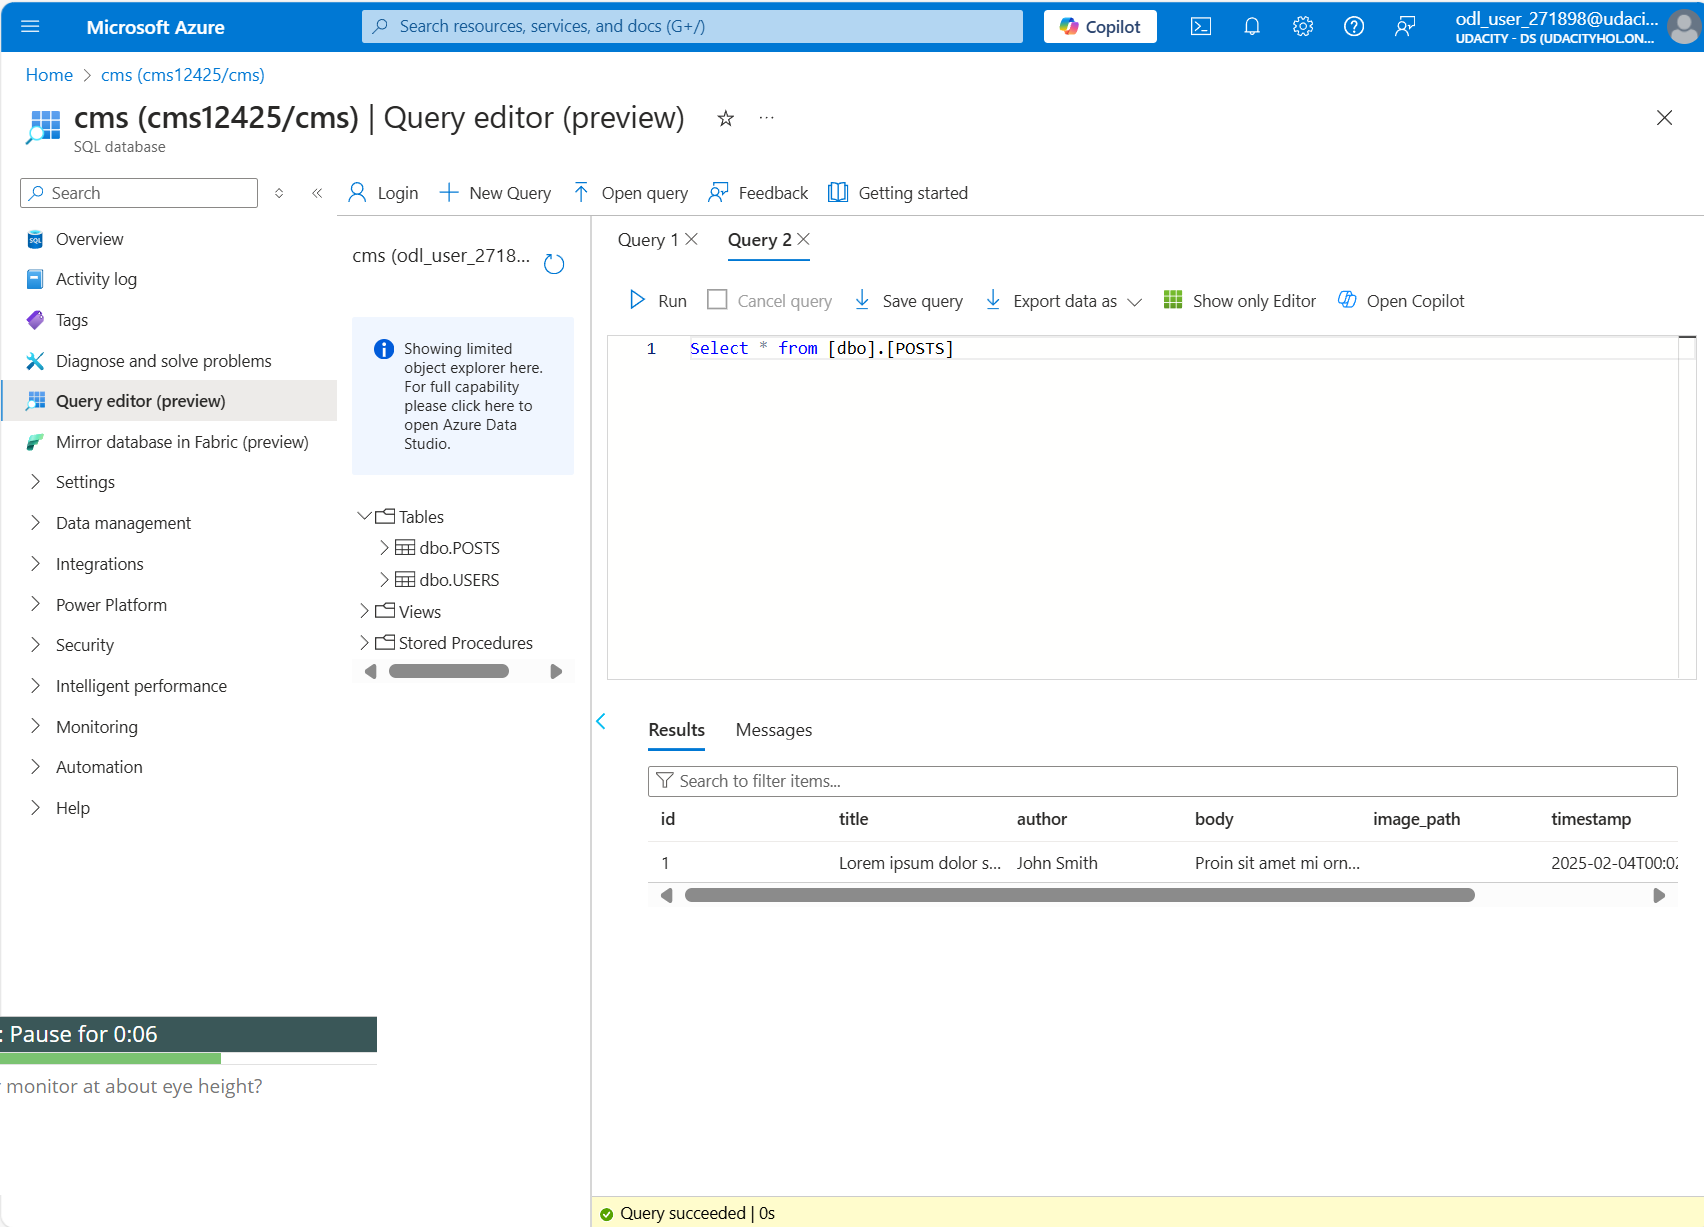 Microsoft Azure
Search resources, services, and docs (G+/)
Copilot
odl_user_271898@udaci...
UDACITY - DS (UDACITYHOL.ON...
Home > cms (cms12425/cms)
cms (cms12425/cms) | Query editor (preview)
SQL database
Search
Login
New Query
Open query
Feedback
Getting started
Overview
Activity log
Tags
Diagnose and solve problems
Query editor (preview)
Mirror database in Fabric (preview)
Settings
Data management
Integrations
Power Platform
Security
Intelligent performance
Monitoring
Automation
Help
: Pause for 0:06
monitor at about eye height?
cms (odl_user_2718...
Showing limited
object explorer here.
For full capability
please click here to
open Azure Data
Studio.
Tables
dbo.POSTS
dbo.USERS
Views
Stored Procedures
Query 1
Query 2
Run
Cancel query
Save query
Export data as
Show only Editor
Open Copilot
1 Select * from [dbo].[POSTS]
Results
Messages
Search to filter items...
id title author body image_path timestamp
1 Lorem ipsum dolor s... John Smith Proin sit amet mi orn... 2025-02-04T00:02
Query succeeded | 0s